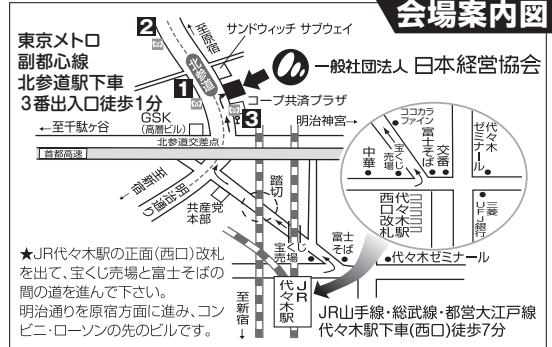 会場案内図
東京メトロ
副都心線
北参道駅下車
3番出入口徒歩1分
2
至原宿
サンドウィッチ サブウェイ
北参道
1
一般社団法人 日本経営協会
3
コープ共済プラザ
GSK
(高層ビル)
←至千駄ヶ谷
北参道交差点
明治神宮→
首都高速
至新宿
明治通り
共産党
本部
踏切
宝くじ
売場
富士
そば
代々木ゼミナール
JR
代々木駅
至新宿
ココカラ
ファイン
中華
宝くじ
売場
富士そば
交番
代々木
ゼミナール
代々木駅
西口改札
三菱
UFJ
銀行
★JR代々木駅の正面(西口)改札
を出て、宝くじ売場と富士そばの
間の道を進んで下さい。
明治通りを原宿方面に進み、コン
ビニ・ローソンの先のビルです。
JR山手線・総武線・都営大江戸線
代々木駅下車(西口)徒歩7分